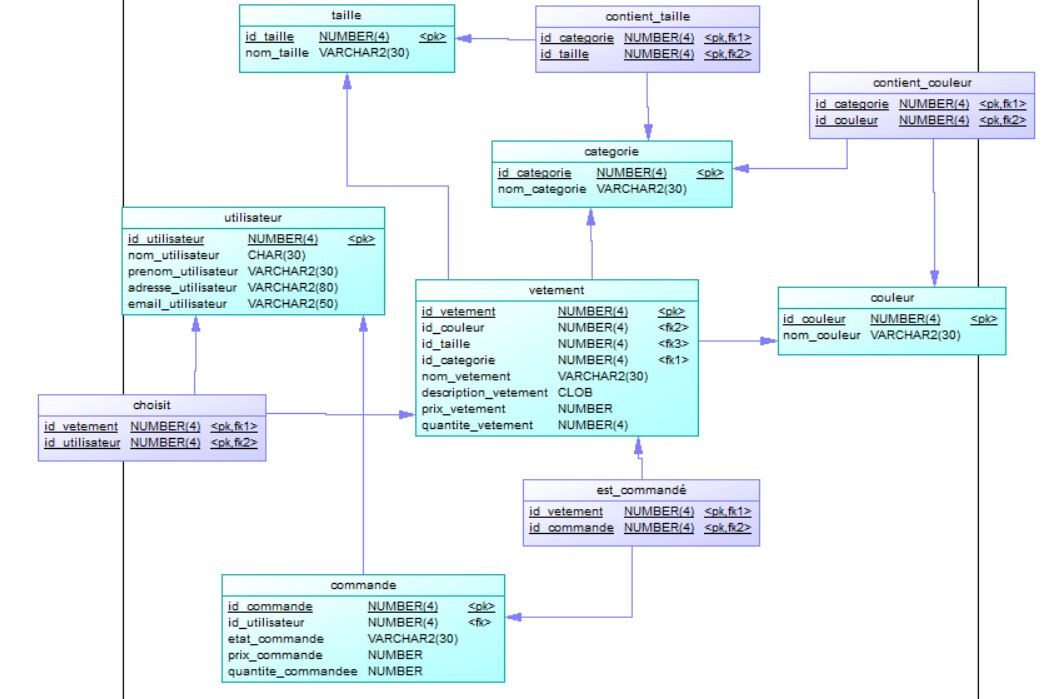 taille
id_taille NUMBER(4) <pk>
nom_taille VARCHAR2(30)
contient_taille
id_categorie NUMBER(4) <pk,fk1>
id_taille NUMBER(4) <pk,fk2>
contient_couleur
id_categorie NUMBER(4) <pk,fk1>
id_couleur NUMBER(4) <pk,fk2>
categorie
id_categorie NUMBER(4) <pk>
nom_categorie VARCHAR2(30)
utilisateur
id_utilisateur NUMBER(4) <pk>
nom_utilisateur CHAR(30)
prenom_utilisateur VARCHAR2(30)
adresse_utilisateur VARCHAR2(80)
email_utilisateur VARCHAR2(50)
vetement
id_vetement NUMBER(4) <pk>
id_couleur NUMBER(4) <fk2>
id_taille NUMBER(4) <fk3>
id_categorie NUMBER(4) <fk1>
nom_vetement VARCHAR2(30)
description_vetement CLOB
prix_vetement NUMBER
quantite_vetement NUMBER(4)
couleur
id_couleur NUMBER(4) <pk>
nom_couleur VARCHAR2(30)
choisit
id_vetement NUMBER(4) <pk,fk1>
id_utilisateur NUMBER(4) <pk,fk2>
est_commandé
id_vetement NUMBER(4) <pk,fk1>
id_commande NUMBER(4) <pk,fk2>
commande
id_commande NUMBER(4) <pk>
id_utilisateur NUMBER(4) <fk>
etat_commande VARCHAR2(30)
prix_commande NUMBER
quantite_commandee NUMBER